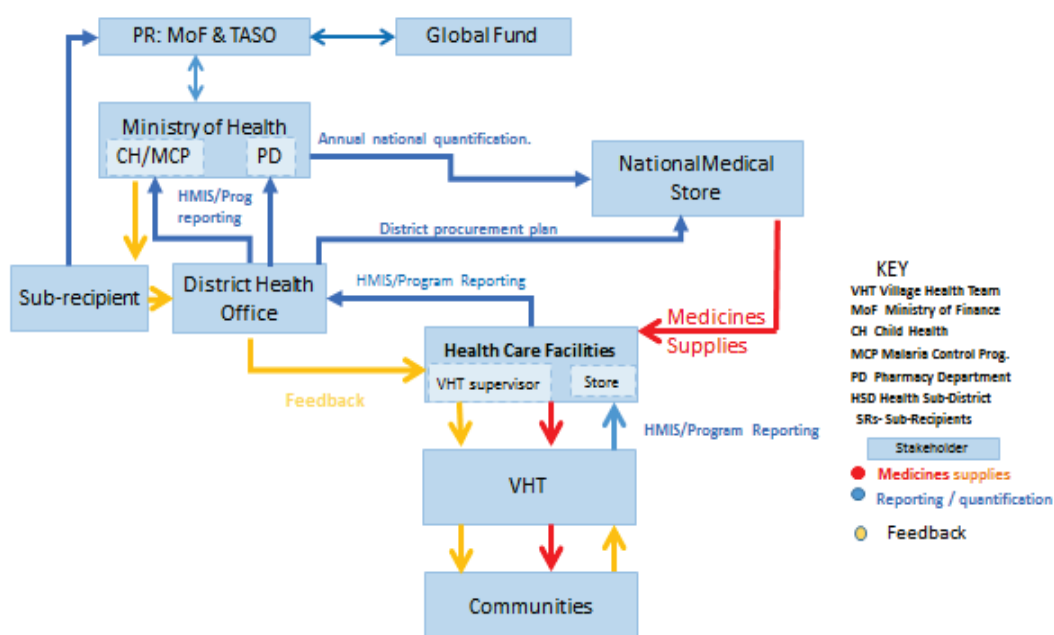 PR: MoF & TASO
Global Fund
Ministry of Health
CH/MCP
PD
Annual national quantification.
National Medical
Store
HMIS/Prog
reporting
District procurement plan
Sub-recipient
District Health
Office
HMIS/Program Reporting
Medicines
Supplies
Health Care Facilities
VHT supervisor
Store
Feedback
HMIS/Program Reporting
VHT
Communities
KEY
VHT Village Health Team
MoF Ministry of Finance
CH Child Health
MCP Malaria Control Prog.
PD Pharmacy Department
HSD Health Sub-District
SRs- Sub-Recipients
Stakeholder
Medicines supplies
Reporting / quantification
Feedback